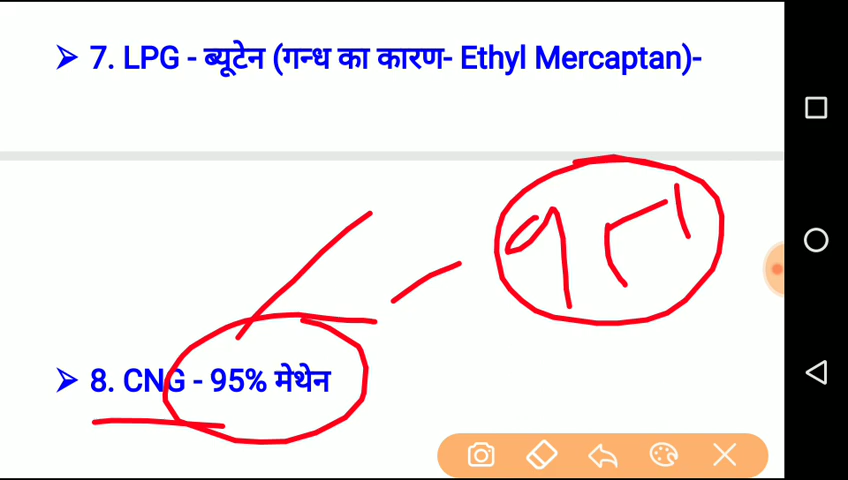 ➢ 7. LPG - ब्यूटेन (गन्ध का कारण- Ethyl Mercaptan)-
➢ 8. CNG - 95% मेथेन